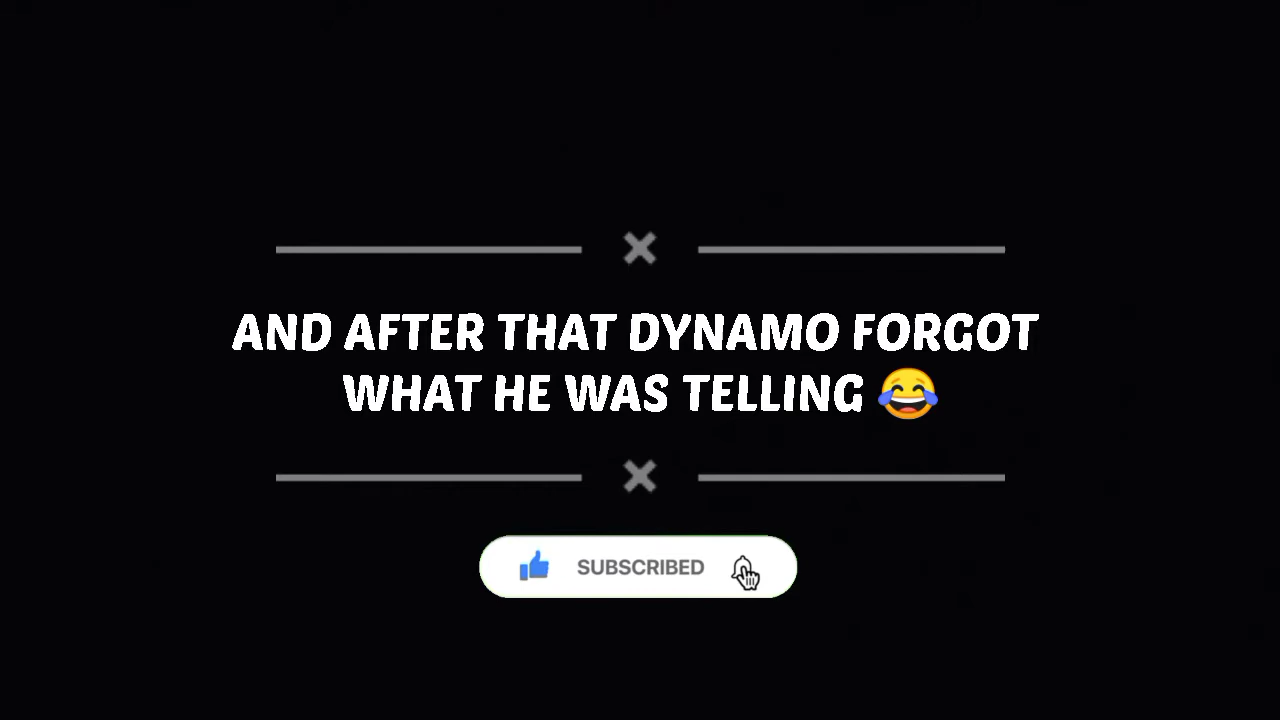 AND AFTER THAT DYNAMO FORGOT
WHAT HE WAS TELLING 😂
SUBSCRIBED